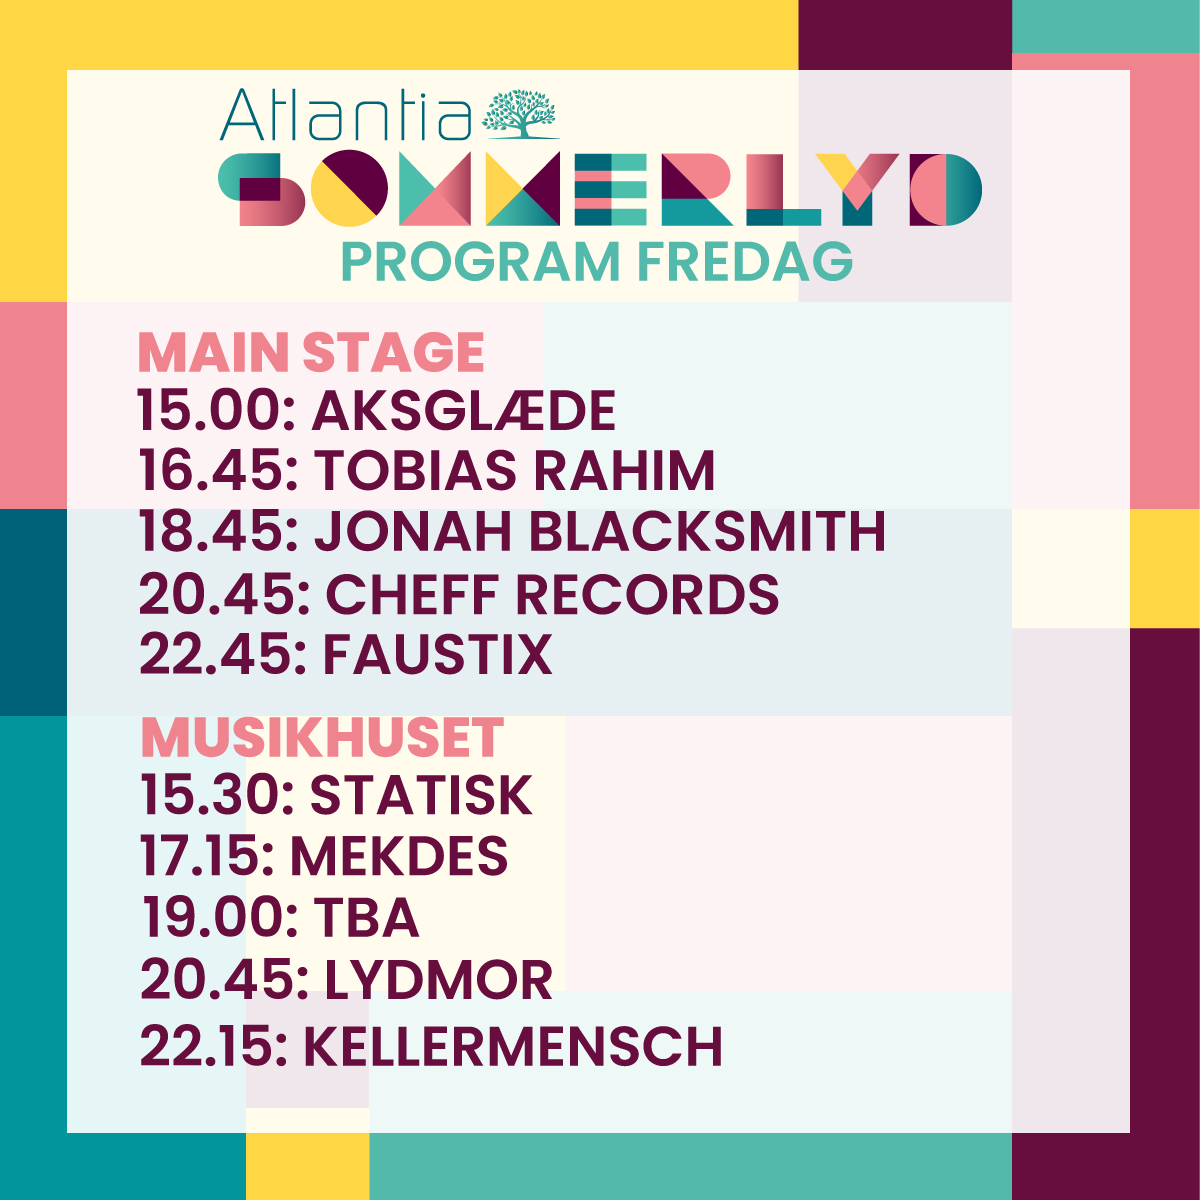 Atlantia
SOMMERLYD
PROGRAM FREDAG
MAIN STAGE
15.00: AKSGLÆDE
16.45: TOBIAS RAHIM
18.45: JONAH BLACKSMITH
20.45: CHEFF RECORDS
22.45: FAUSTIX
MUSIKHUSET
15.30: STATISK
17.15: MEKDES
19.00: TBA
20.45: LYDMOR
22.15: KELLERMENSCH